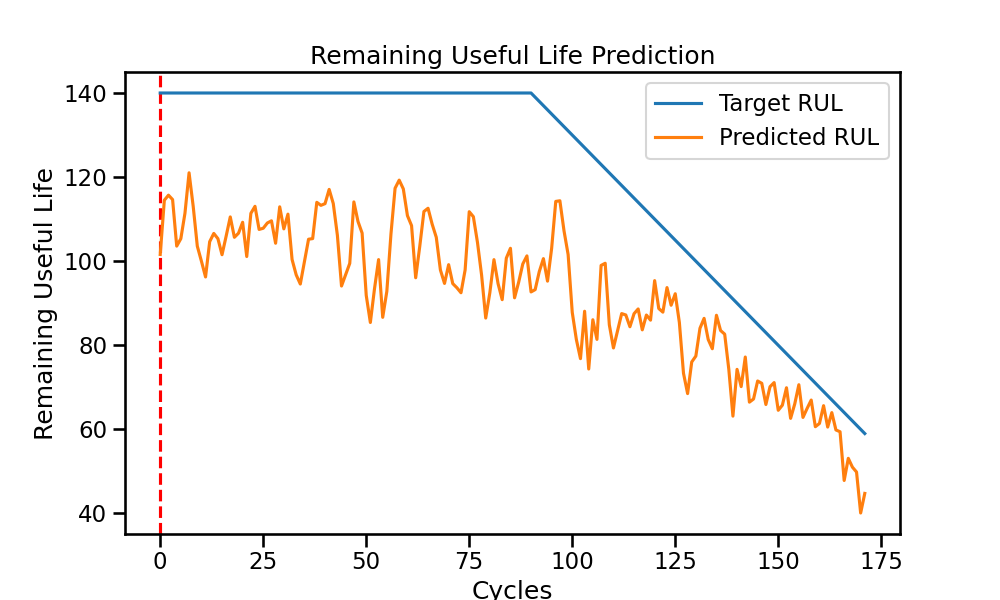 Remaining Useful Life Prediction
Target RUL
Predicted RUL
Remaining Useful Life
140
120
100
80
60
40
0 25 50 75 100 125 150 175
Cycles